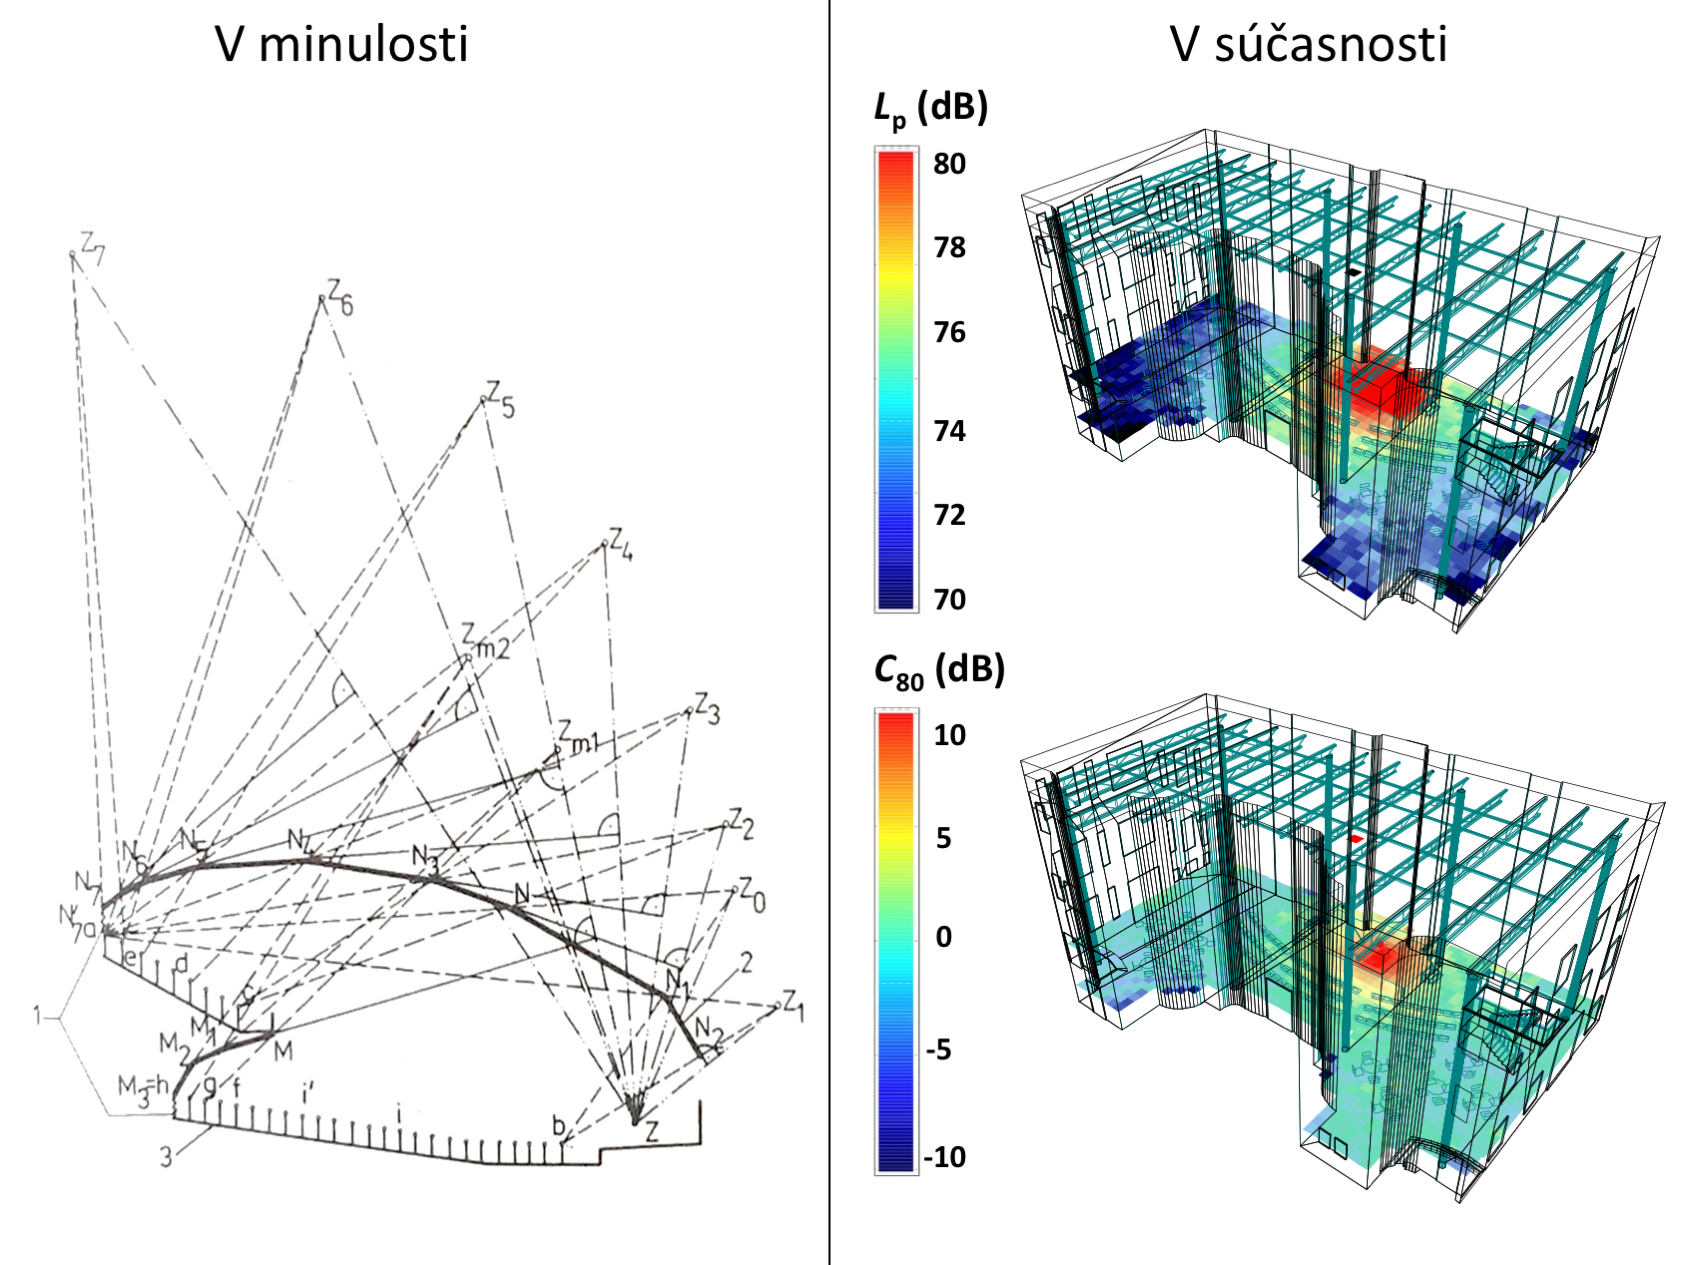 V minulosti
Z7
Z6
Z5
Z4
Zm2
Z3
Zm1
Z2
N5
N4
N3
N6
N7
N
Z0
a
e
d
2
N1
Z1
1
c
M1
N2
M2
M
M3=h
g
f
i'
i
b
Z
3
V súčasnosti
Lp (dB)
80
78
76
74
72
70
C80 (dB)
10
5
0
-5
-10